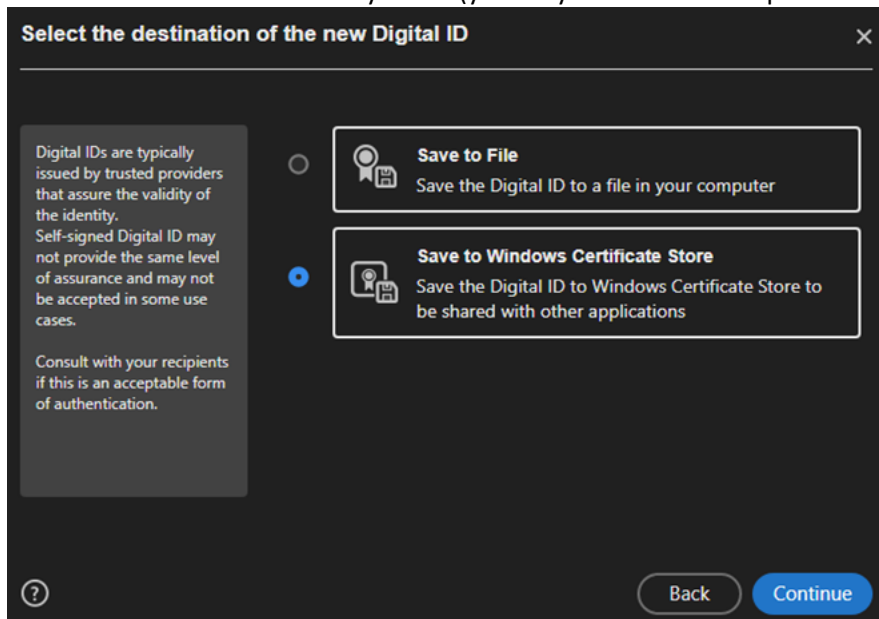 Select the destination of the new Digital ID
Digital IDs are typically
issued by trusted providers
that assure the validity of
the identity.
Self-signed Digital ID may
not provide the same level
of assurance and may not
be accepted in some use
cases.
Consult with your recipients
if this is an acceptable form
of authentication.
Save to File
Save the Digital ID to a file in your computer
Save to Windows Certificate Store
Save the Digital ID to Windows Certificate Store to
be shared with other applications
?
Back
Continue